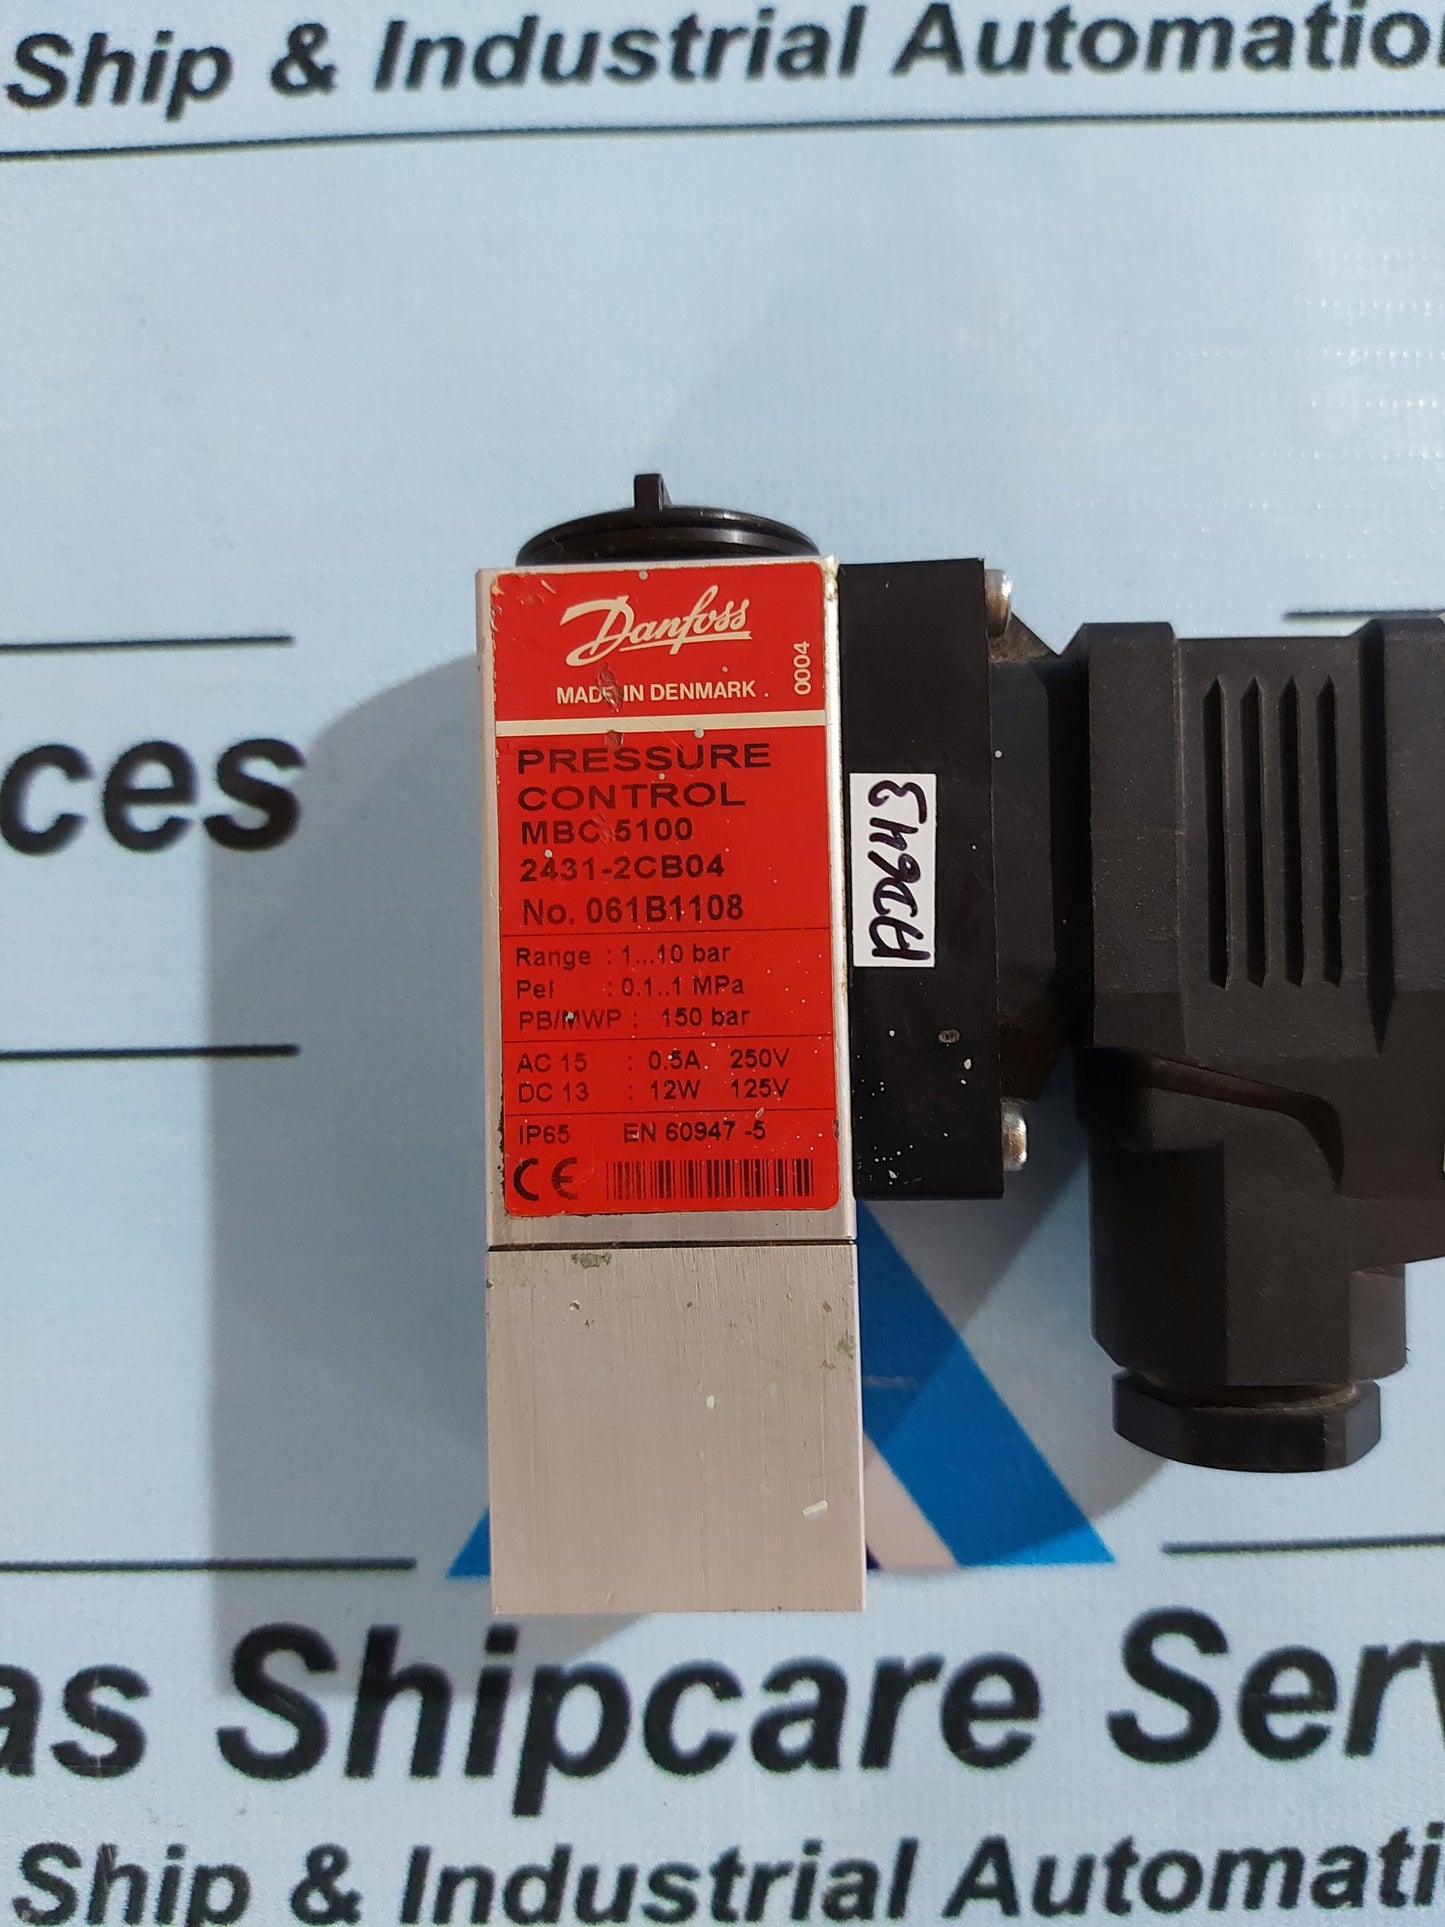 Ship & Industrial Automation
Danfoss
MADE IN DENMARK
0004
PRESSURE
CONTROL
MBC 5100
2431-2CB04
No. 061B1108
Range : 1...10 bar
Pel : 0.1..1 MPa
PB/MWP : 150 bar
AC 15 : 0.5A 250V
DC 13 : 12W 125V
IP65 EN 60947 -5
CE
ces
as Shipcare Serv
Ship & Industrial Automati